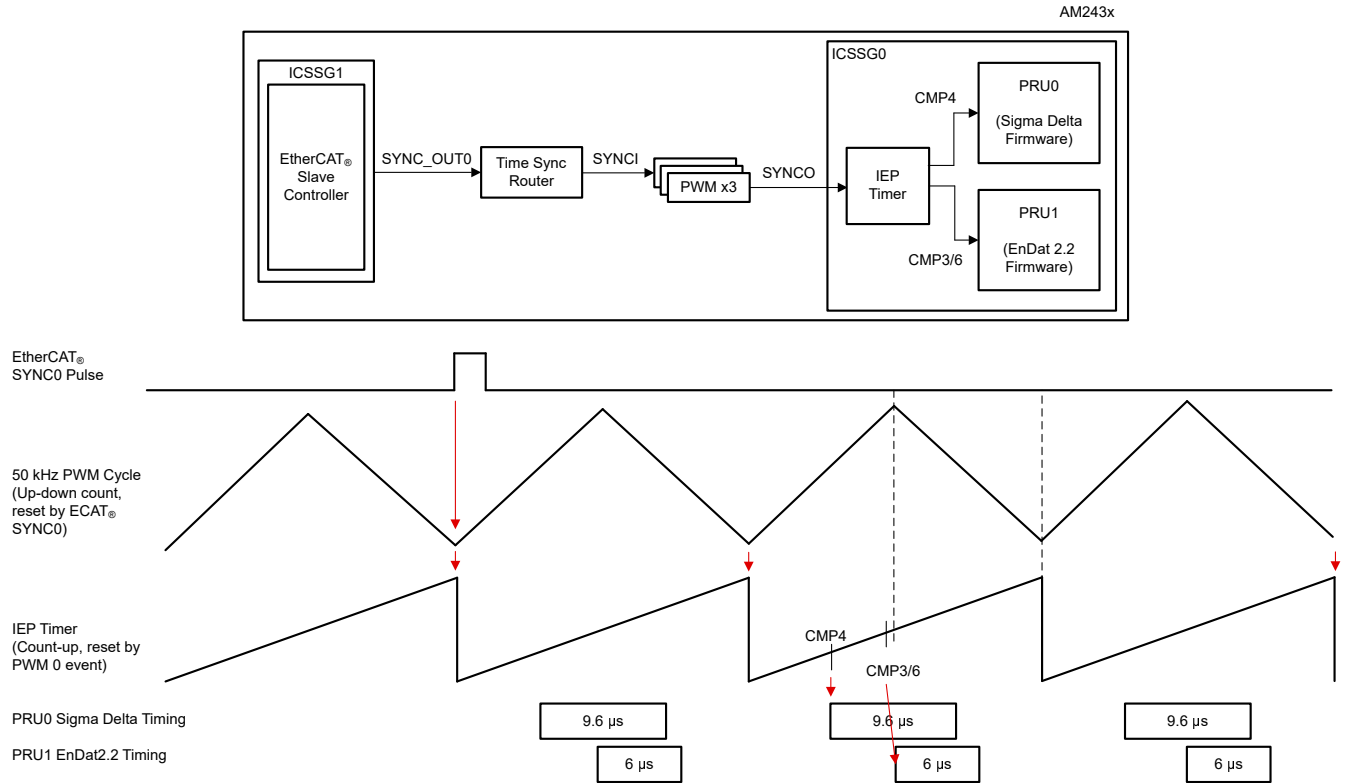 AM243x
ICSSG1
ICSSG0
EtherCAT®
Slave
Controller
SYNC_OUT0
Time Sync
Router
SYNCI
PWM x3
SYNCO
IEP
Timer
CMP4
CMP3/6
PRU0
(Sigma Delta
Firmware)
PRU1
(EnDat 2.2
Firmware)
EtherCAT®
SYNC0 Pulse
50 kHz PWM Cycle
(Up-down count,
reset by ECAT®
SYNC0)
IEP Timer
(Count-up, reset by
PWM 0 event)
CMP4
CMP3/6
PRU0 Sigma Delta Timing
9.6 µs
9.6 µs
9.6 µs
PRU1 EnDat2.2 Timing
6 µs
6 µs
6 µs